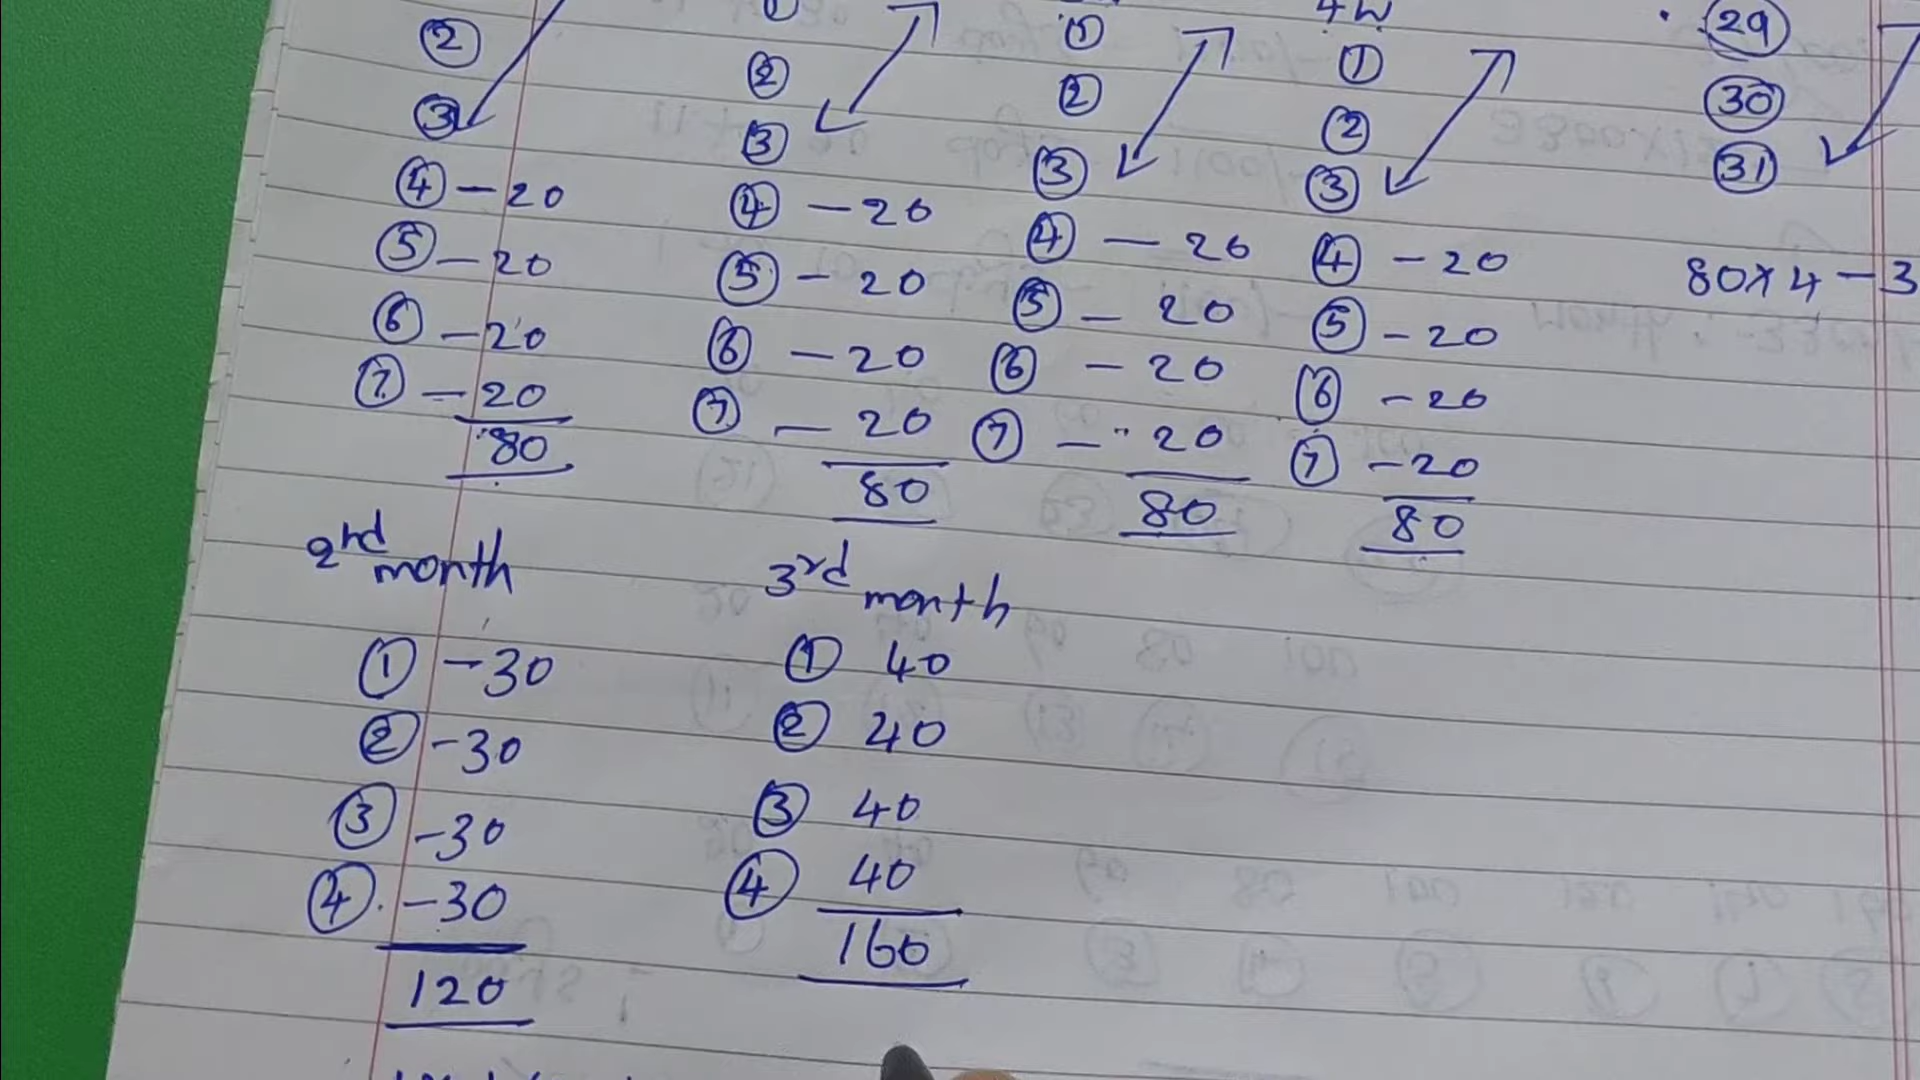 ① ① 4W ㉙
② ② ② ① ㉚
③ ③ ③ ② ㉛
④ - 20 ④ - 20 ④ - 20 ③
⑤ - 20 ⑤ - 20 ⑤ - 20 ④ - 20 80x4 - 3
⑥ - 20 ⑥ - 20 ⑥ - 20 ⑤ - 20
⑦ - 20 ⑦ - 20 ⑦ - 20 ⑥ - 20
80 80 80 ⑦ - 20
80
2nd month 3rd month
① - 30 ① 40
② - 30 ② 40
③ - 30 ③ 40
④ - 30 ④ 40
120 160